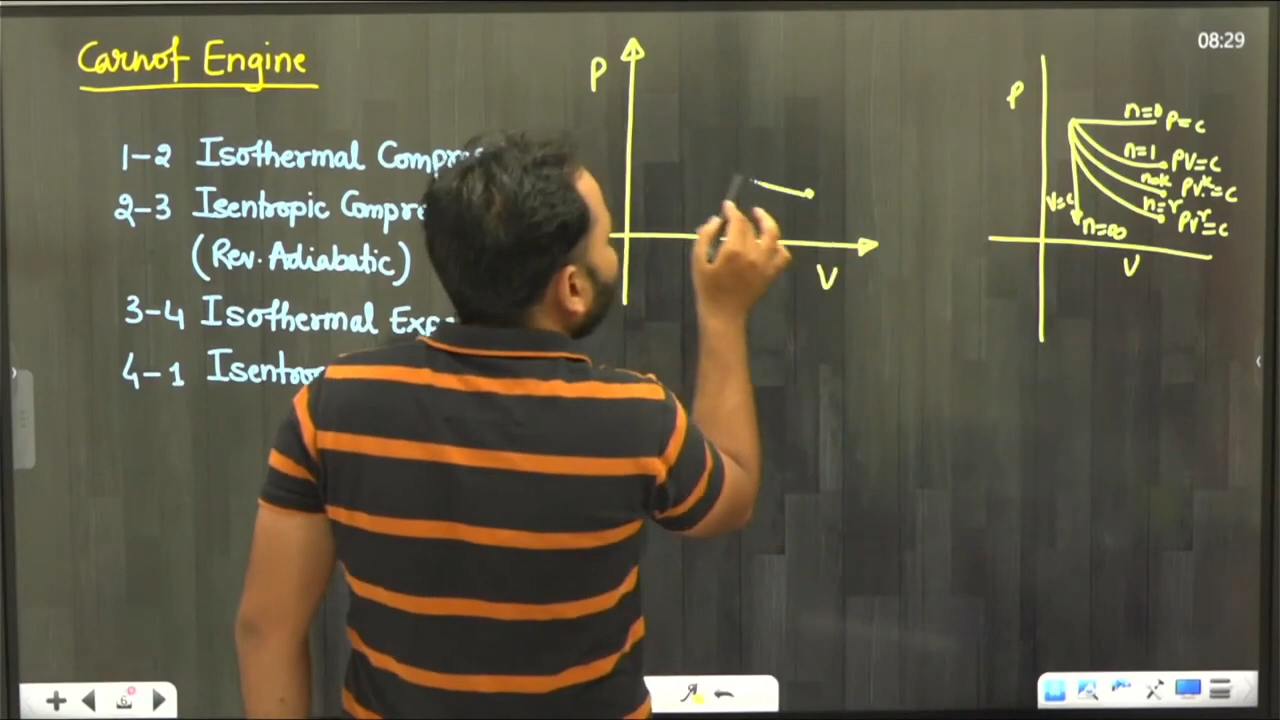 Carnot Engine
08:29
1-2 Isothermal Compre
2-3 Isentropic Compre
(Rev. Adiabatic)
3-4 Isothermal Exp
4-1 Isentro
P
V
P
n=0 P=c
n=1 PV=c
PV^k=c
n=γ PV^γ=c
V=c
n=∞
V